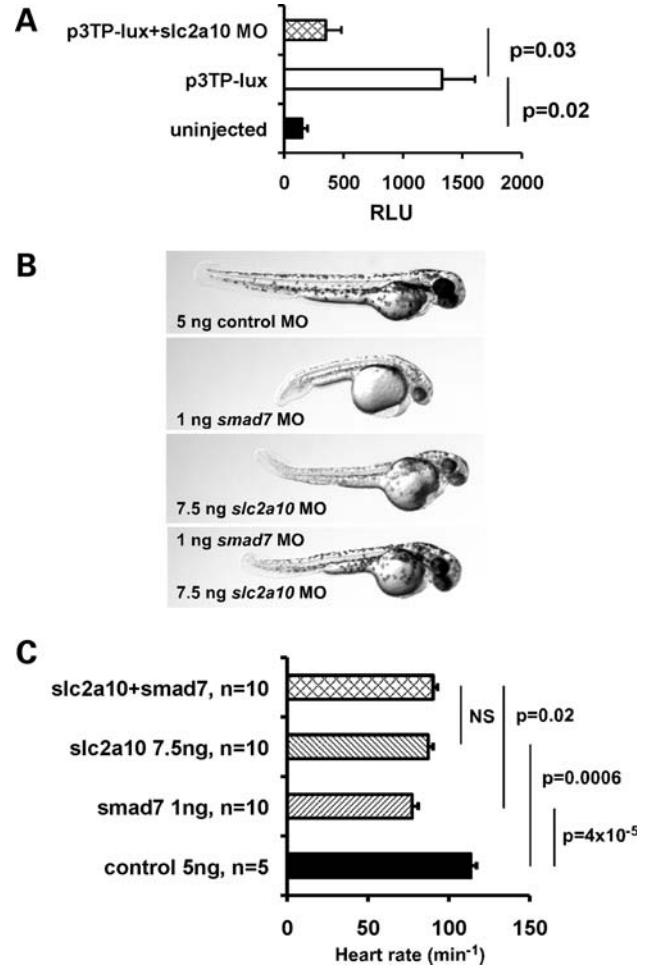 A
p3TP-lux+slc2a10 MO
p=0.03
p3TP-lux
p=0.02
uninjected
0 500 1000 1500 2000
RLU
B
5 ng control MO
1 ng smad7 MO
7.5 ng slc2a10 MO
1 ng smad7 MO
7.5 ng slc2a10 MO
C
slc2a10+smad7, n=10
NS p=0.02
slc2a10 7.5ng, n=10
p=0.0006
smad7 1ng, n=10
p=4x10⁻⁵
control 5ng, n=5
0 50 100 150
Heart rate (min⁻¹)